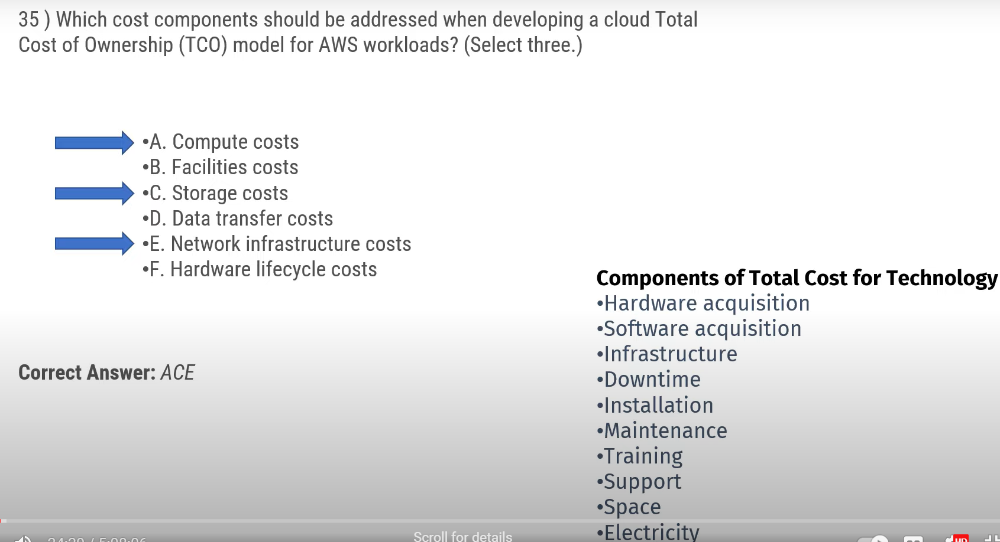 35 ) Which cost components should be addressed when developing a cloud Total
Cost of Ownership (TCO) model for AWS workloads? (Select three.)
•A. Compute costs
•B. Facilities costs
•C. Storage costs
•D. Data transfer costs
•E. Network infrastructure costs
•F. Hardware lifecycle costs
Correct Answer: ACE
Components of Total Cost for Technology
•Hardware acquisition
•Software acquisition
•Infrastructure
•Downtime
•Installation
•Maintenance
•Training
•Support
•Space
•Electricity
Scroll for details
HD